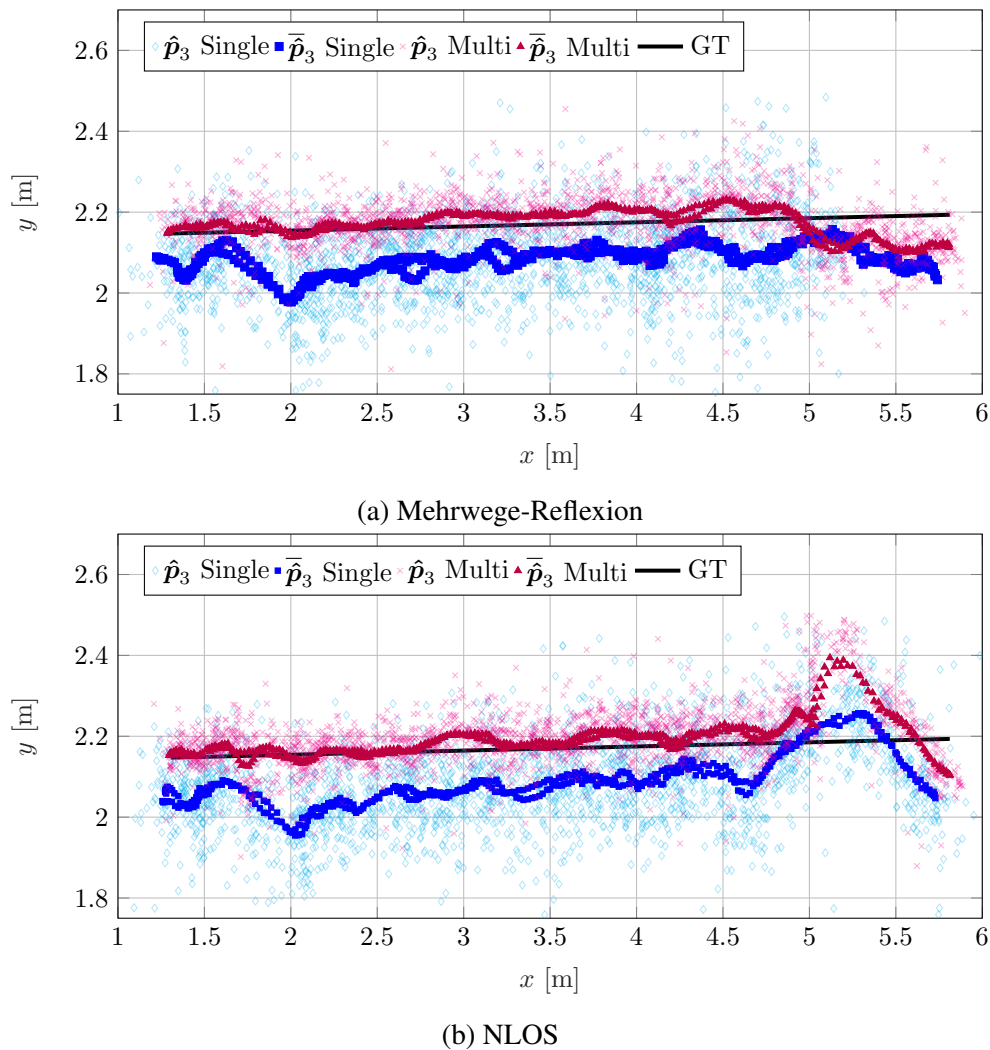 2.6
2.4
2.2
2
1.8
y [m]
p̂₃ Single p̅̂₃ Single p̂₃ Multi p̅̂₃ Multi GT
1 1.5 2 2.5 3 3.5 4 4.5 5 5.5 6
x [m]
(a) Mehrwege-Reflexion
2.6
2.4
2.2
2
1.8
y [m]
p̂₃ Single p̅̂₃ Single p̂₃ Multi p̅̂₃ Multi GT
1 1.5 2 2.5 3 3.5 4 4.5 5 5.5 6
x [m]
(b) NLOS